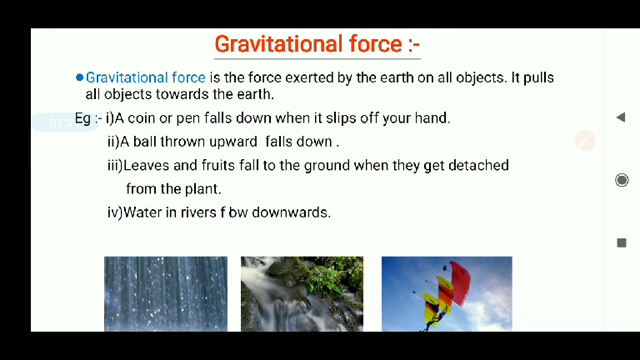 Gravitational force :-
●Gravitational force is the force exerted by the earth on all objects. It pulls
all objects towards the earth.
Eg :- i)A coin or pen falls down when it slips off your hand.
ii)A ball thrown upward falls down .
iii)Leaves and fruits fall to the ground when they get detached
from the plant.
iv)Water in rivers f bw downwards.